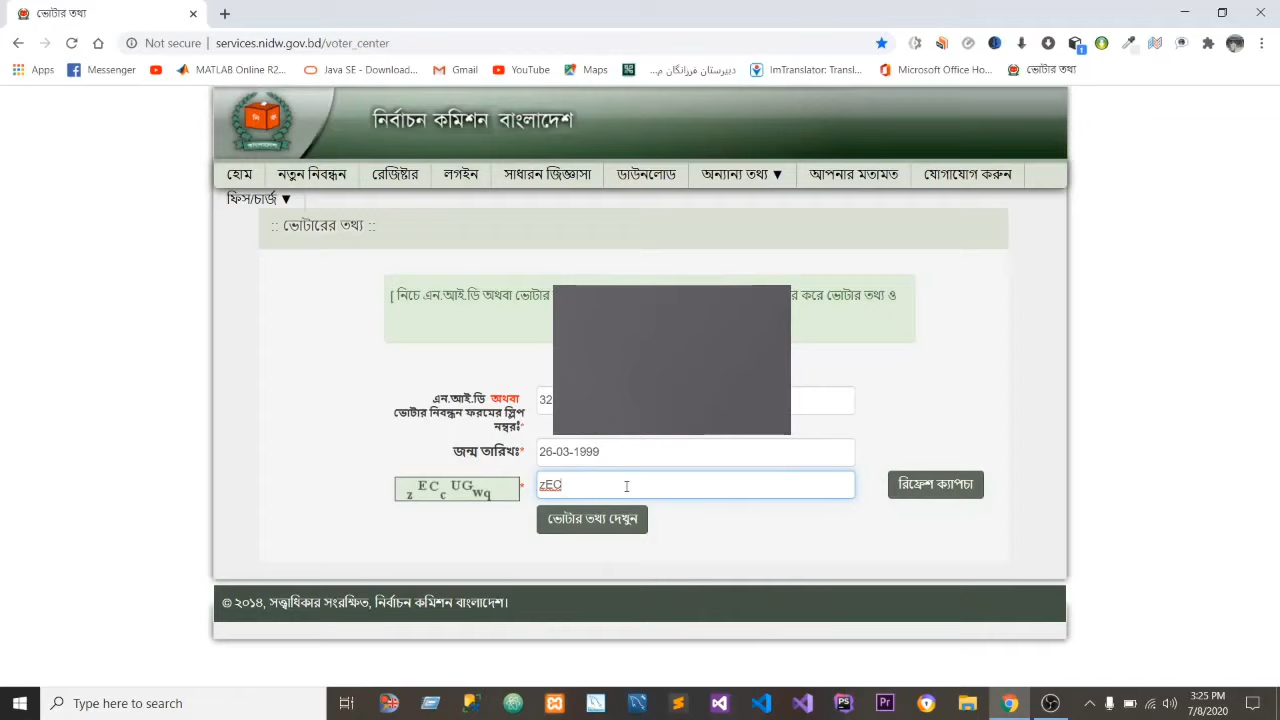 ভোটার তথ্য
Not secure services.nidw.gov.bd/voter_center
Apps Messenger MATLAB Online R2... Java SE - Download... Gmail YouTube Maps دبیرستان فرزانگان م... ImTranslator: Transl... Microsoft Office Ho... ভোটার তথ্য
নির্বাচন কমিশন বাংলাদেশ
হোম নতুন নিবন্ধন রেজিষ্টার লগইন সাধারন জিজ্ঞাসা ডাউনলোড অন্যান্য তথ্য ▼ আপনার মতামত যোগাযোগ করুন
ফিস/চার্জ ▼
:: ভোটারের তথ্য ::
[ নিচে এন.আই.ডি অথবা ভোটার র করে ভোটার তথ্য ও
এন.আই.ডি অথবা
ভোটার নিবন্ধন ফরমের স্লিপ
নম্বরঃ*
32
জন্ম তারিখঃ* 26-03-1999
zECcUGwq * zEC রিফ্রেশ ক্যাপচা
ভোটার তথ্য দেখুন
© ২০১৪, সত্ত্বাধিকার সংরক্ষিত, নির্বাচন কমিশন বাংলাদেশ।
Type here to search
3:25 PM
7/8/2020